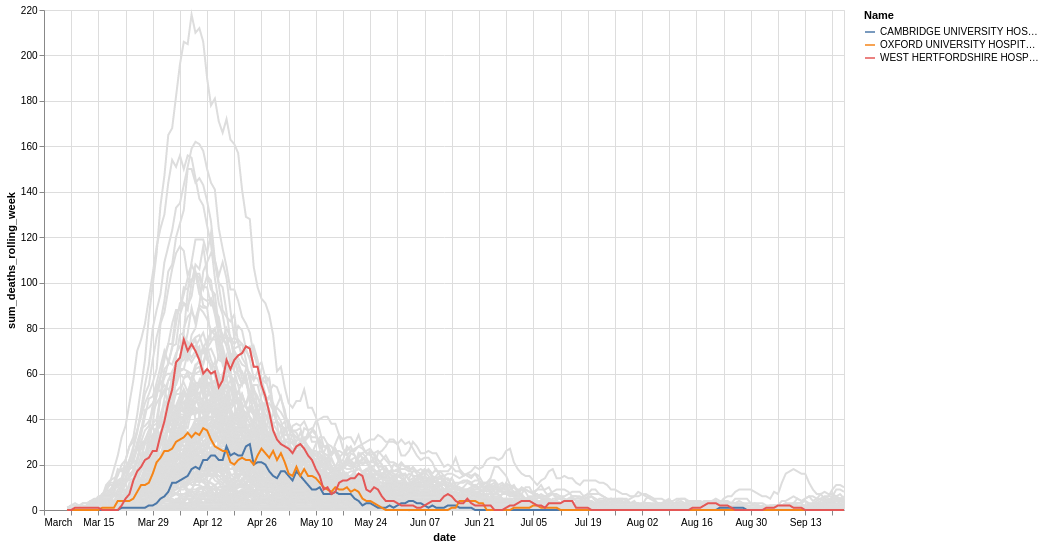 220
200
180
160
140
120
100
80
60
40
20
0
sum_deaths_rolling_week
March Mar 15 Mar 29 Apr 12 Apr 26 May 10 May 24 Jun 07 Jun 21 Jul 05 Jul 19 Aug 02 Aug 16 Aug 30 Sep 13
date
Name
CAMBRIDGE UNIVERSITY HOS…
OXFORD UNIVERSITY HOSPIT…
WEST HERTFORDSHIRE HOSP…